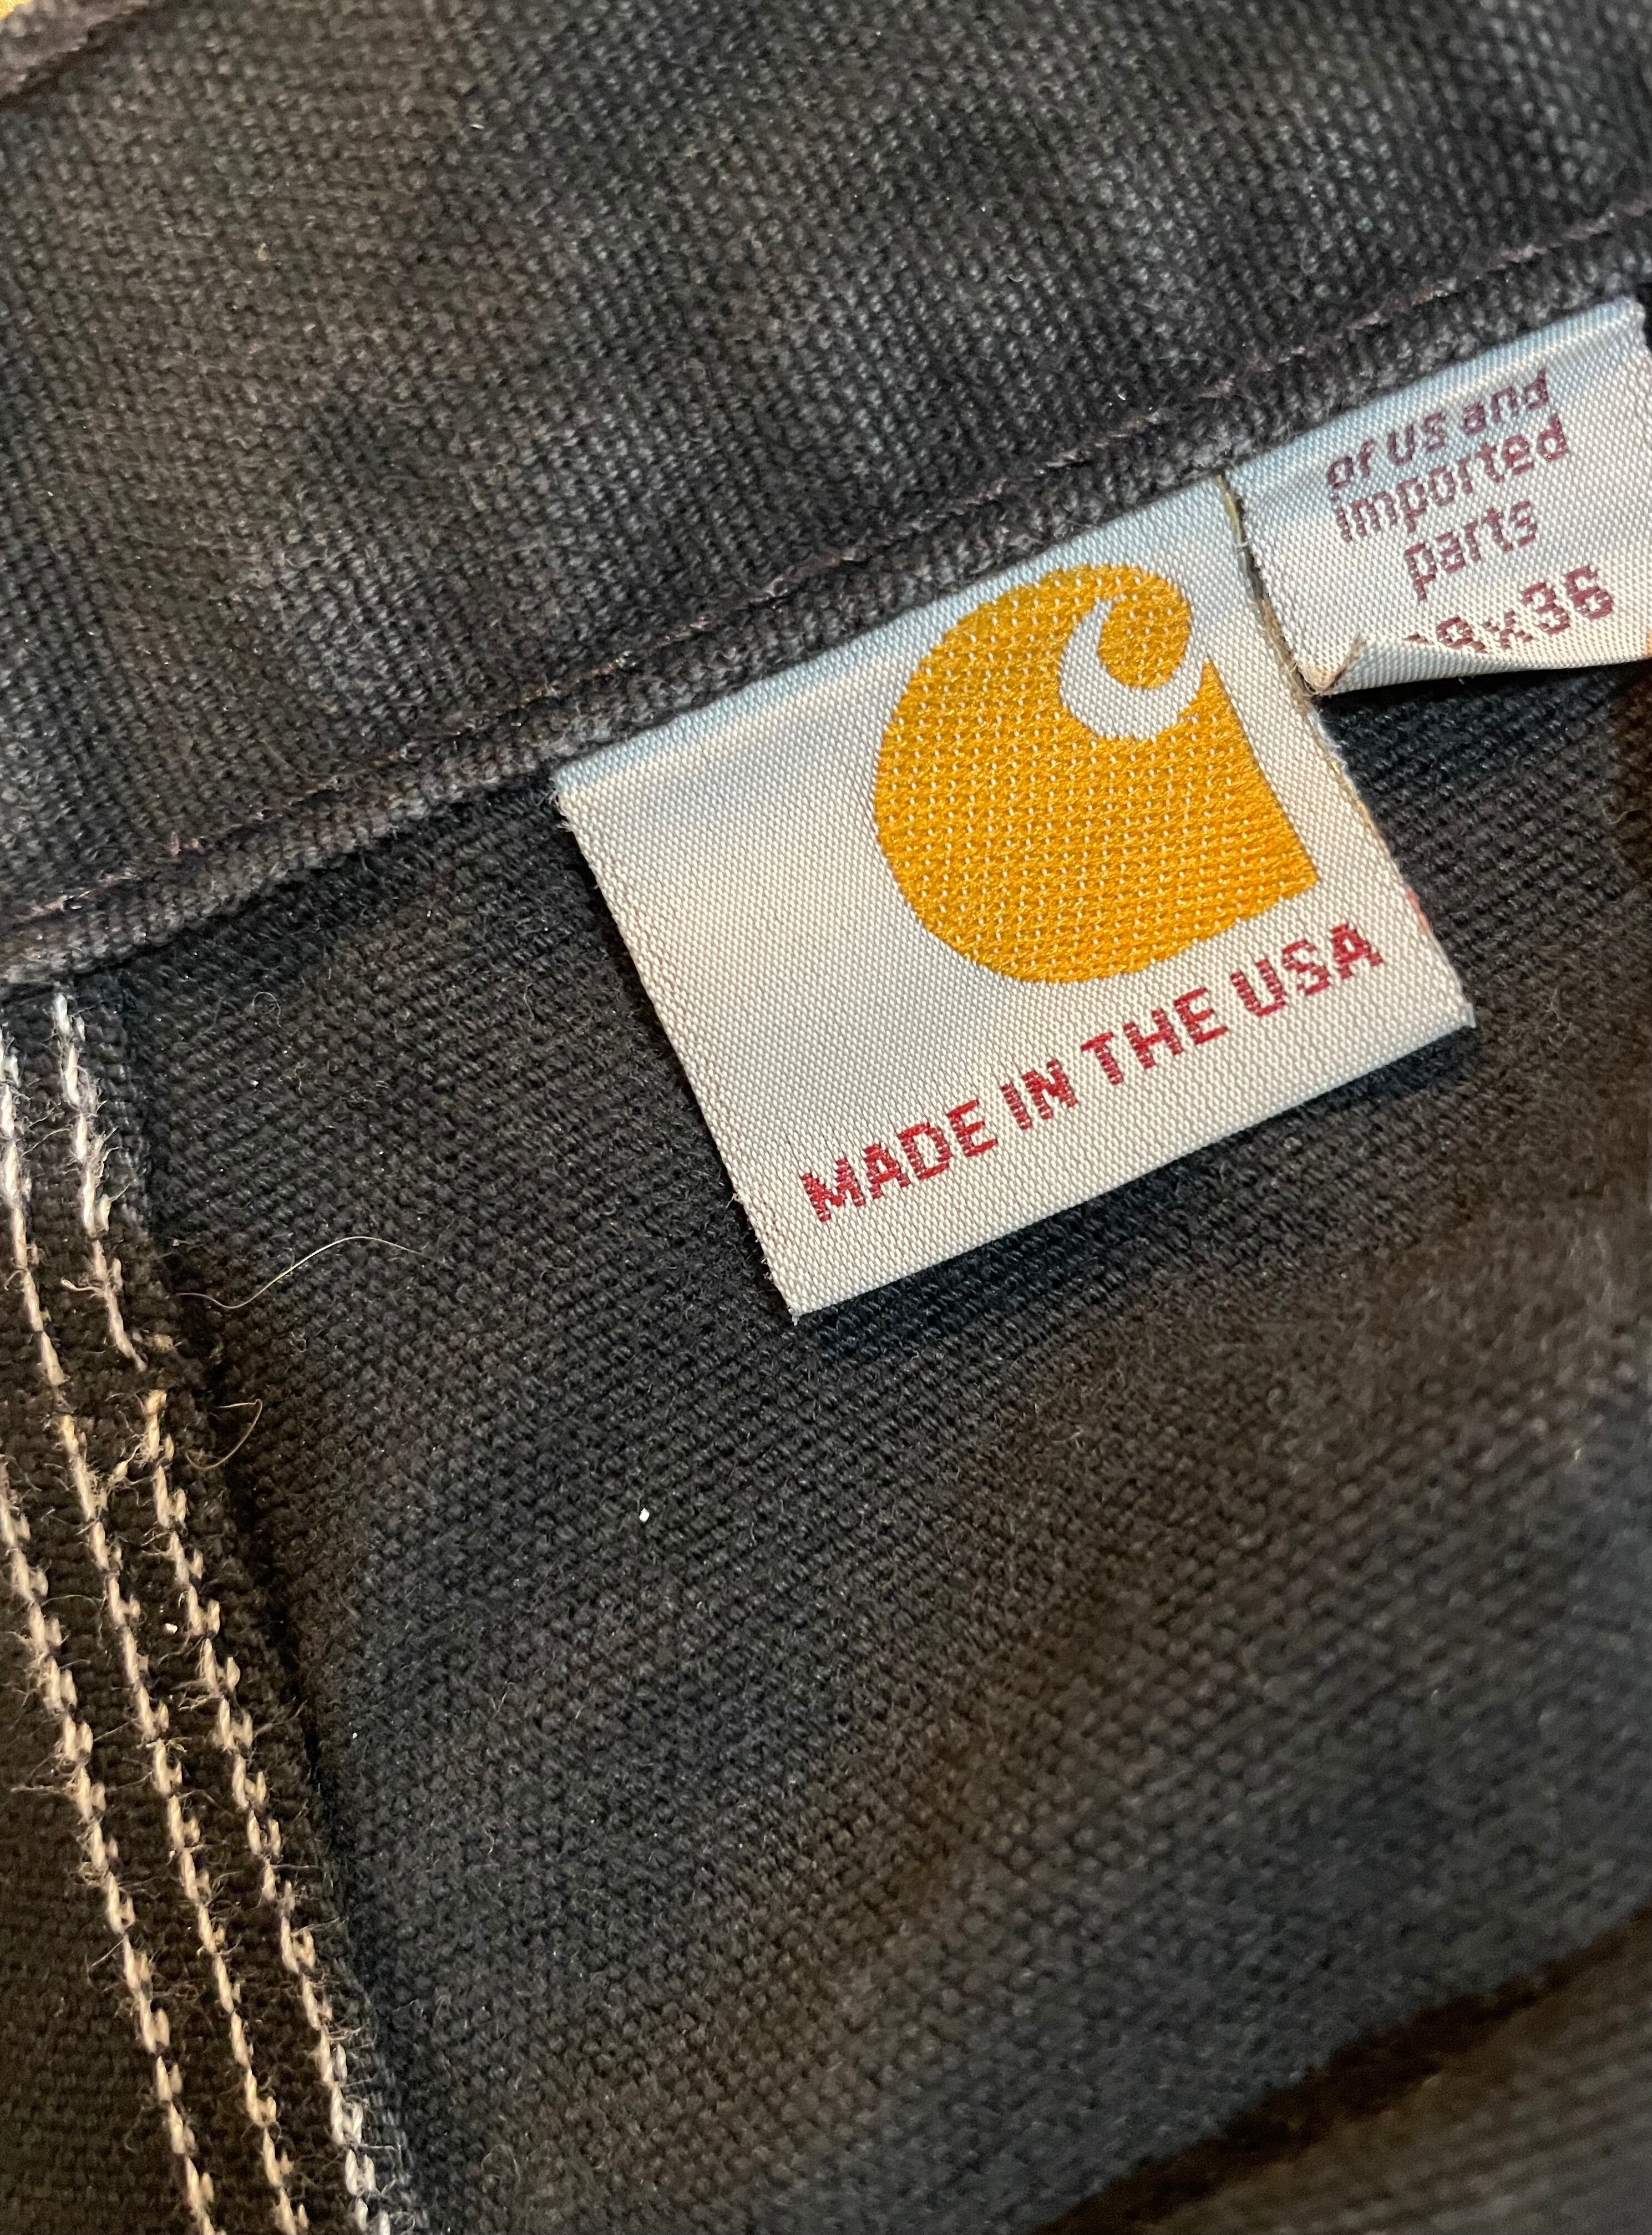 of US and
imported
parts
MADE IN THE USA